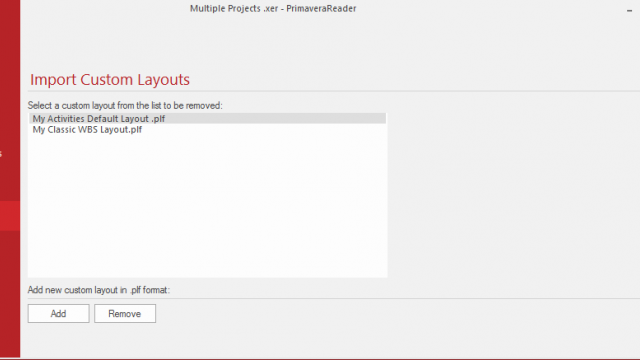 Multiple Projects .xer - PrimaveraReader
Import Custom Layouts
Select a custom layout from the list to be removed:
My Activities Default Layout .plf
My Classic WBS Layout.plf
s
Add new custom layout in .plf format:
Add Remove